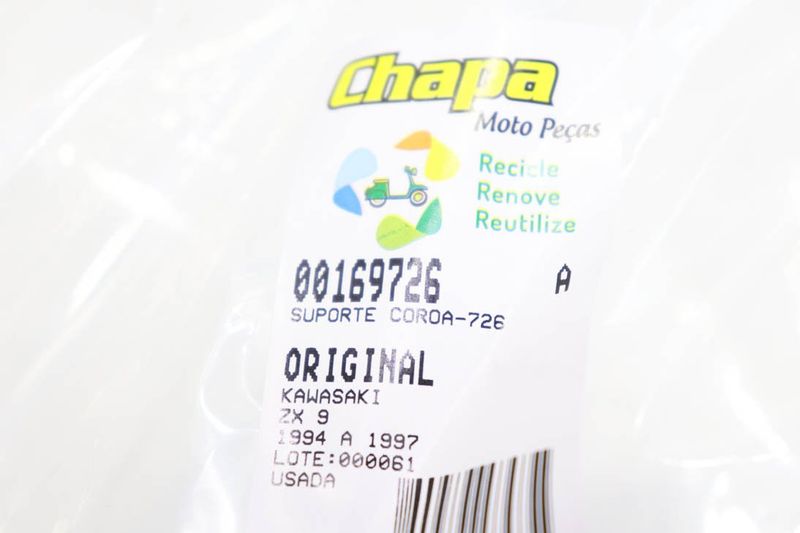 Chapa
Moto Peças
Recicle
Renove
Reutilize
00169726 A
SUPORTE COROA-726
ORIGINAL
KAWASAKI
ZX 9
1994 A 1997
LOTE:000061
USADA